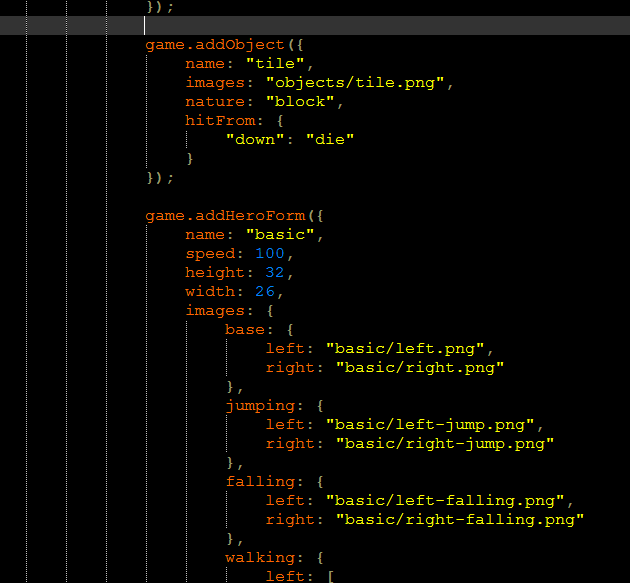 });
game.addObject({
name: "tile",
images: "objects/tile.png",
nature: "block",
hitFrom: {
"down": "die"
}
});
game.addHeroForm({
name: "basic",
speed: 100,
height: 32,
width: 26,
images: {
base: {
left: "basic/left.png",
right: "basic/right.png"
},
jumping: {
left: "basic/left-jump.png",
right: "basic/right-jump.png"
},
falling: {
left: "basic/left-falling.png",
right: "basic/right-falling.png"
},
walking: {
left: [